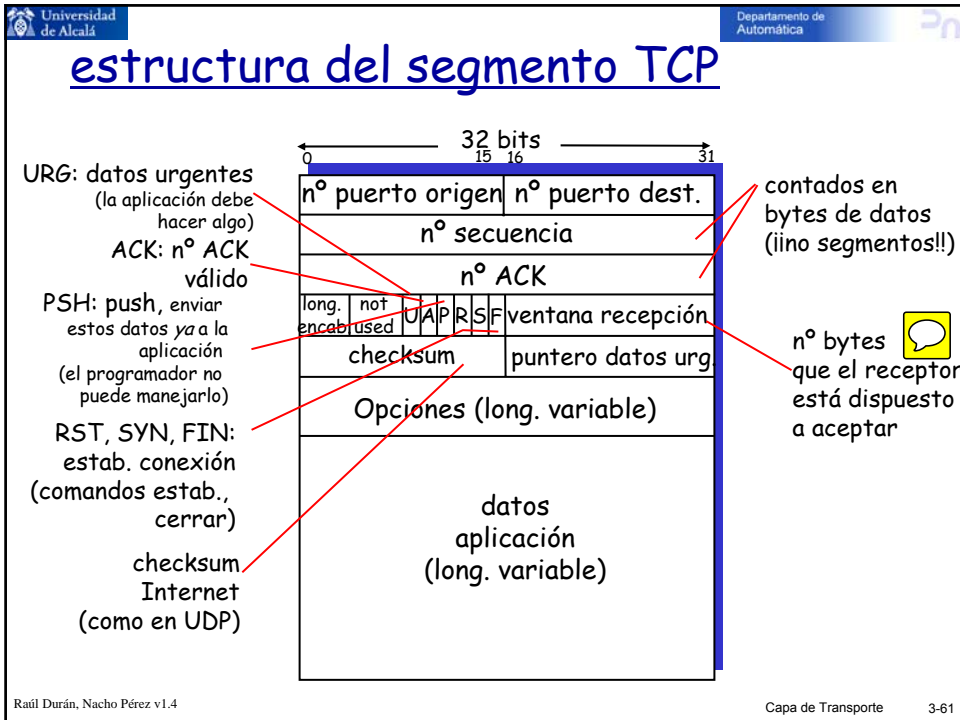 Universidad
de Alcalá
Departamento de
Automática
estructura del segmento TCP
32 bits
0 15 16 31
URG: datos urgentes
(la aplicación debe
hacer algo)
ACK: nº ACK
válido
PSH: push, enviar
estos datos ya a la
aplicación
(el programador no
puede manejarlo)
RST, SYN, FIN:
estab. conexión
(comandos estab.,
cerrar)
checksum
Internet
(como en UDP)
nº puerto origen nº puerto dest.
nº secuencia
nº ACK
long.
encab
not
used
U A P R S F
ventana recepción
checksum puntero datos urg.
Opciones (long. variable)
datos
aplicación
(long. variable)
contados en
bytes de datos
(¡¡no segmentos!!)
nº bytes
que el receptor
está dispuesto
a aceptar
Raúl Durán, Nacho Pérez v1.4
Capa de Transporte 3-61